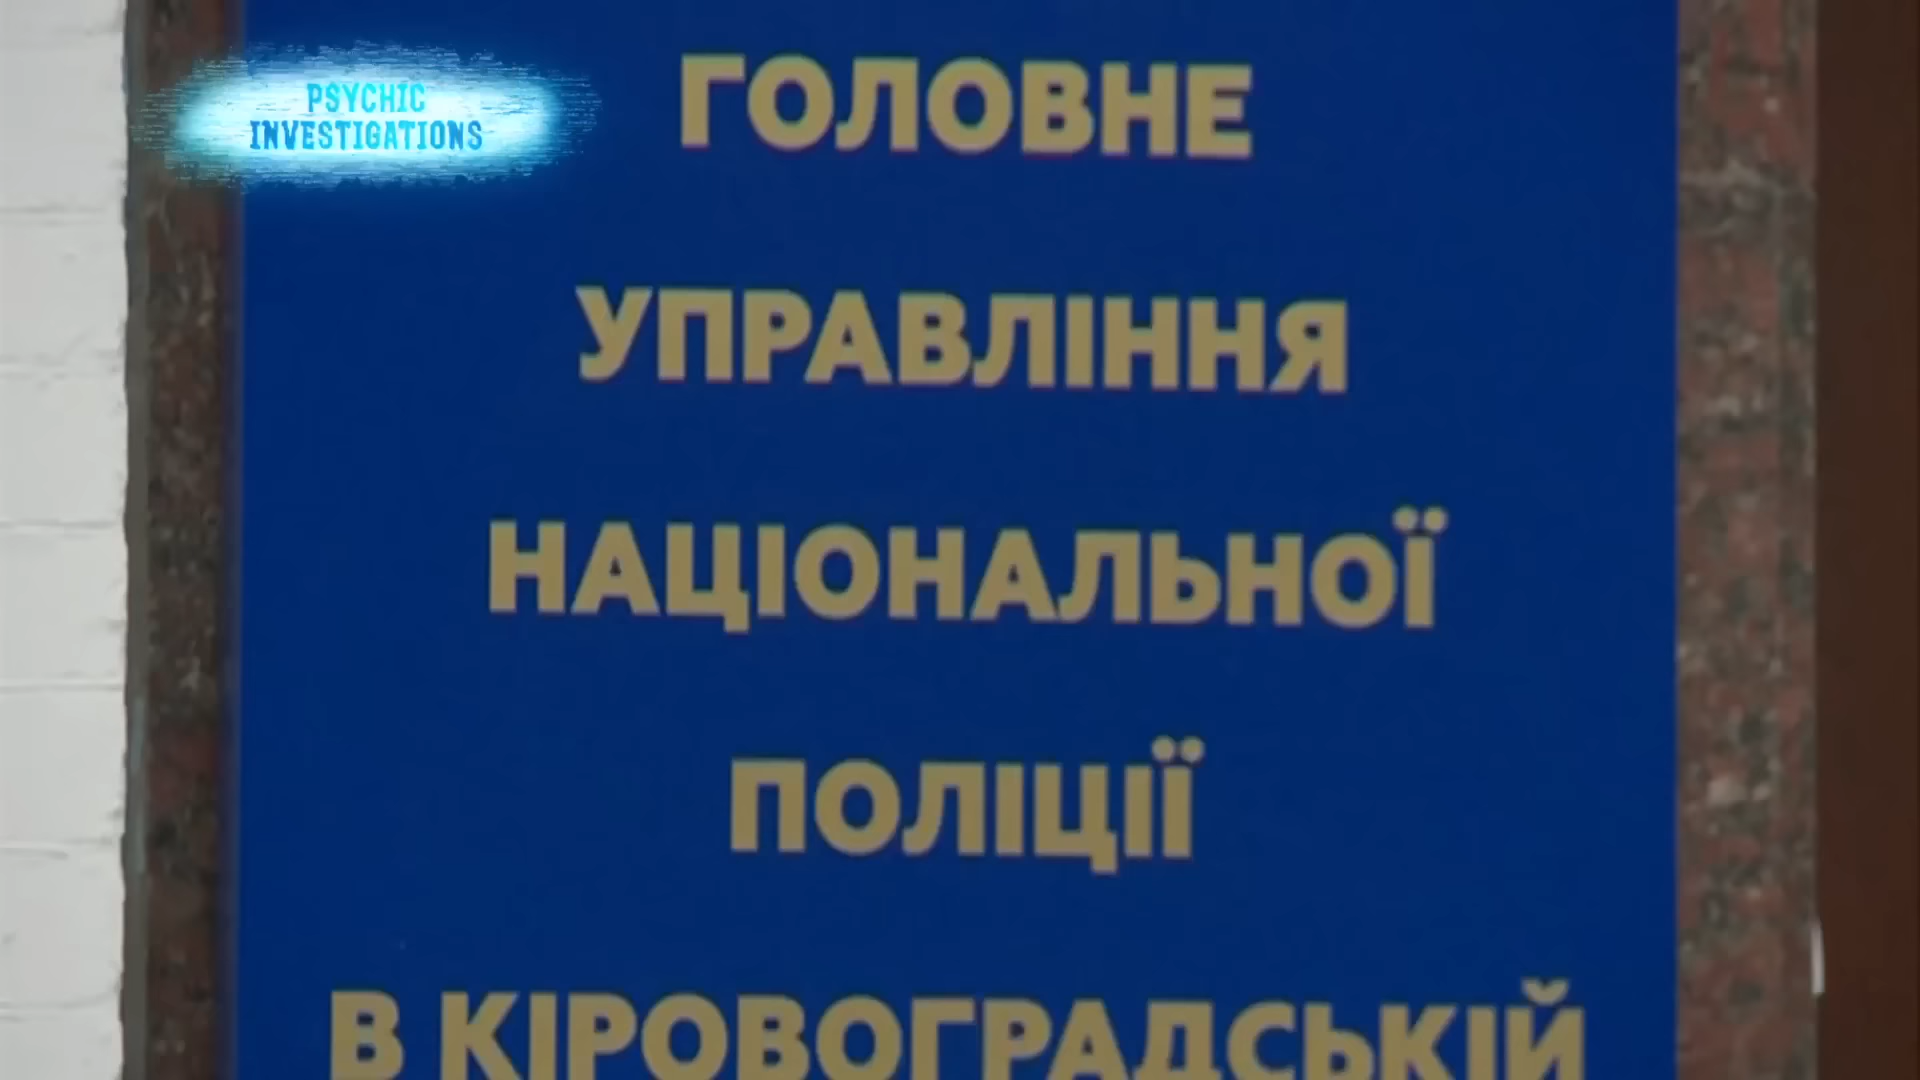 PSYCHIC
INVESTIGATIONS
ГОЛОВНЕ
УПРАВЛІННЯ
НАЦІОНАЛЬНОЇ
ПОЛІЦІЇ
В КІРОВОГРАДСЬКІЙ